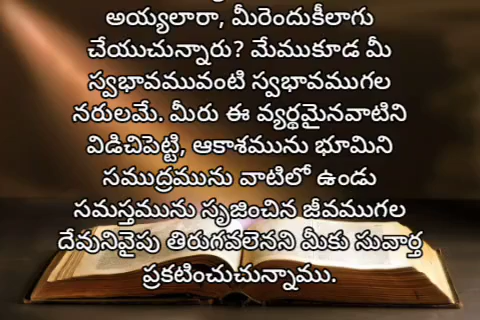 అయ్యలారా, మీరెందుకీలాగు
చేయుచున్నారు? మేముకూడ మీ
స్వభావమువంటి స్వభావముగల
నరులమే. మీరు ఈ వ్యర్థమైనవాటిని
విడిచిపెట్టి, ఆకాశమును భూమిని
సముద్రమును వాటిలో ఉండు
సమస్తమును సృజించిన జీవముగల
దేవునివైపు తిరుగవలెనని మీకు సువార్త
ప్రకటించుచున్నాము.